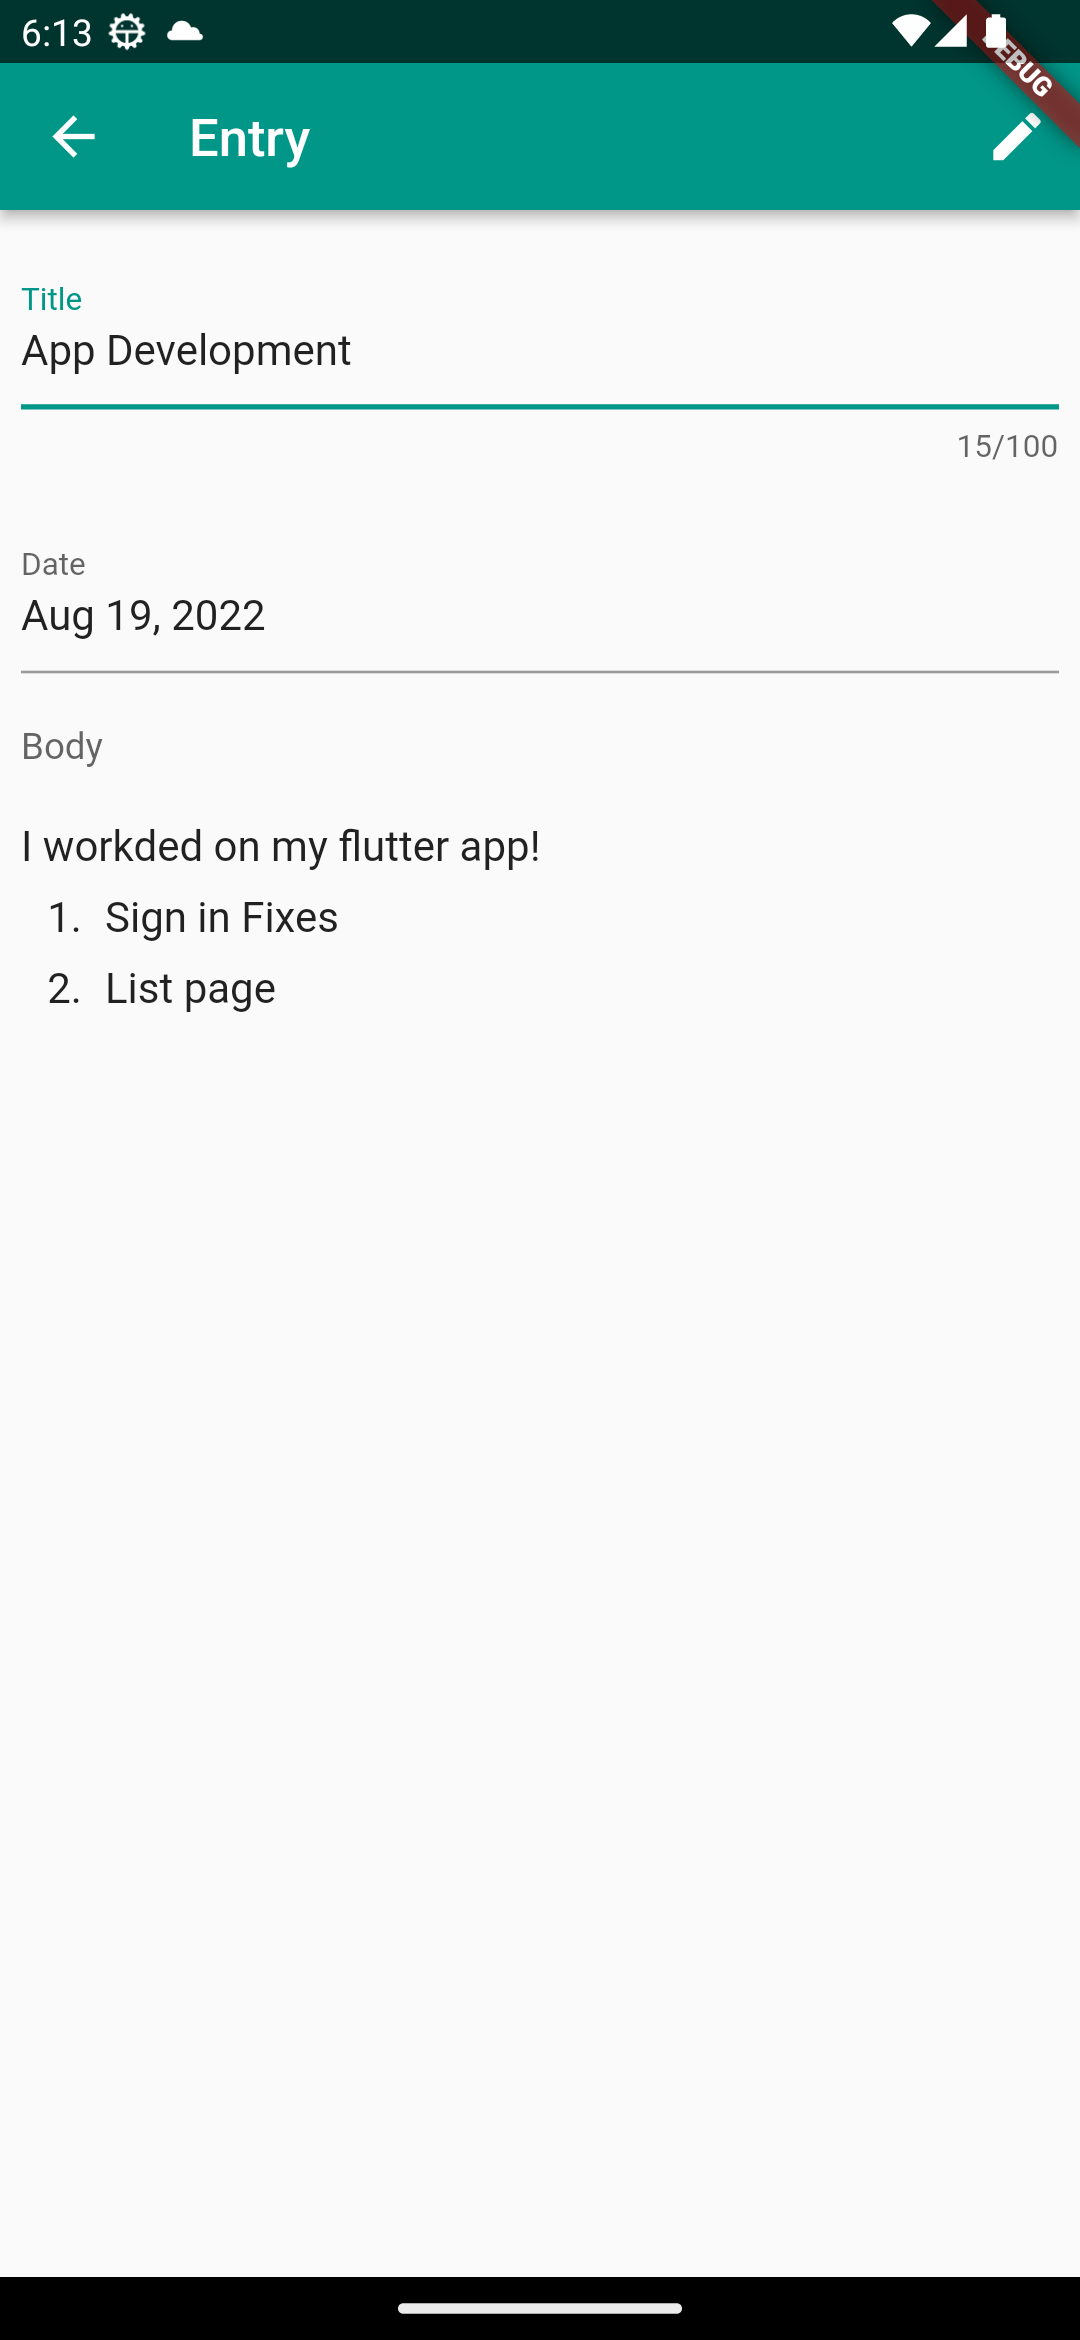 6:13
DEBUG
Entry
Title
App Development
15/100
Date
Aug 19, 2022
Body
I workded on my flutter app!
1. Sign in Fixes
2. List page